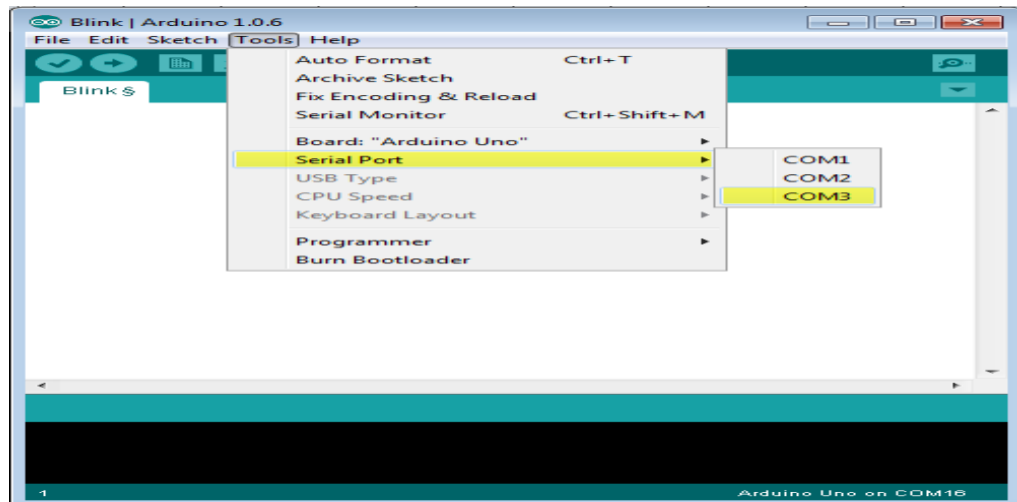 Blink | Arduino 1.0.6
File Edit Sketch Tools Help
Auto Format Ctrl+T
Archive Sketch
Blink §
Fix Encoding & Reload
Serial Monitor Ctrl+Shift+M
Board: "Arduino Uno"
Serial Port
COM1
USB Type
COM2
CPU Speed
COM3
Keyboard Layout
Programmer
Burn Bootloader
1
Arduino Uno on COM16